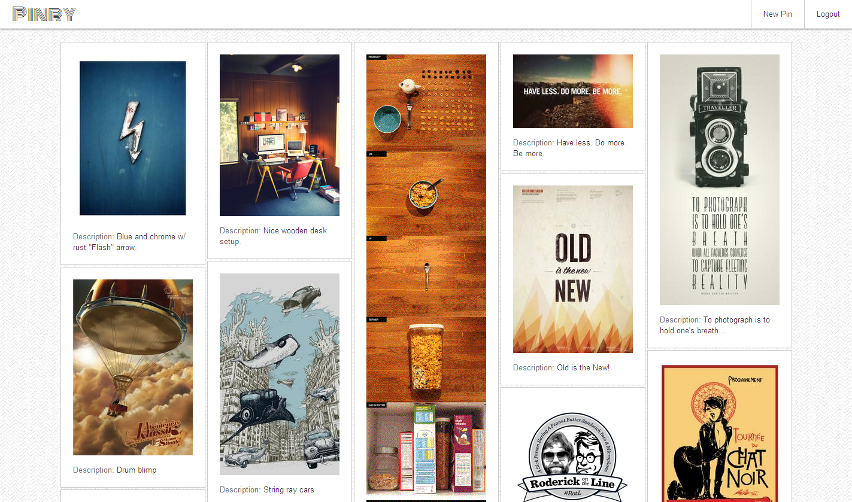 PINRY
New Pin
Logout
Description: Blue and chrome w/
rust "Flash" arrow.
Description: Drum blimp
Description: Nice wooden desk
setup.
Description: String ray cars
HAVE LESS. DO MORE. BE MORE.
Description: Have less. Do more.
Be more.
OLD
is the new
NEW
Description: Old is the New!
Roderick on the Line
TRAVELLER
TO PHOTOGRAPH
IS TO HOLD ONE'S
BREATH
WHEN ALL FACULTIES CONVERGE
TO CAPTURE FLEETING
REALITY
Description: To photograph is to
hold one's breath.
TOURNÉE
DU
CHAT
NOIR